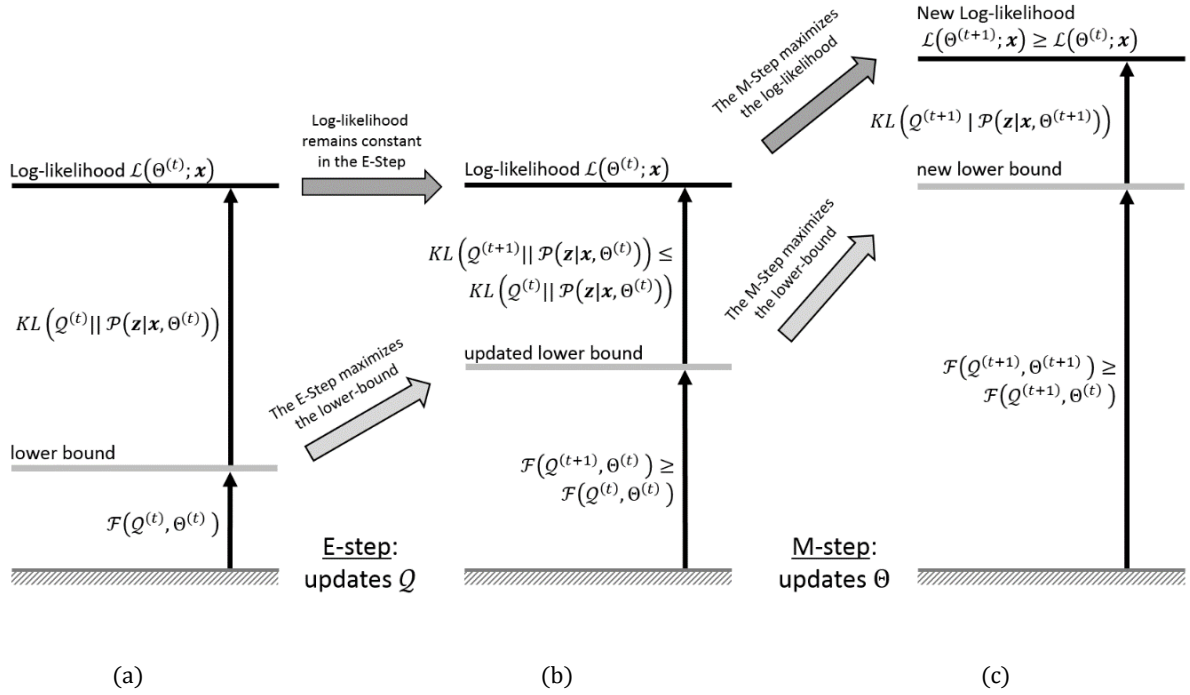 Log-likelihood ℒ(Θ⁽ᵗ⁾; 𝒙)
KL(𝒬⁽ᵗ⁾|| 𝒫(𝒛|𝒙, Θ⁽ᵗ⁾))
lower bound
ℱ(𝒬⁽ᵗ⁾, Θ⁽ᵗ⁾)
(a)
Log-likelihood
remains constant
in the E-Step
The E-Step maximizes
the lower-bound
E-step:
updates 𝒬
Log-likelihood ℒ(Θ⁽ᵗ⁾; 𝒙)
KL(𝒬⁽ᵗ⁺¹⁾|| 𝒫(𝒛|𝒙, Θ⁽ᵗ⁾)) ≤
KL(𝒬⁽ᵗ⁾|| 𝒫(𝒛|𝒙, Θ⁽ᵗ⁾))
updated lower bound
ℱ(𝒬⁽ᵗ⁺¹⁾, Θ⁽ᵗ⁾) ≥
ℱ(𝒬⁽ᵗ⁾, Θ⁽ᵗ⁾)
(b)
The M-Step maximizes
the log-likelihood
The M-Step maximizes
the lower-bound
M-step:
updates Θ
New Log-likelihood
ℒ(Θ⁽ᵗ⁺¹⁾; 𝒙) ≥ ℒ(Θ⁽ᵗ⁾; 𝒙)
KL(𝒬⁽ᵗ⁺¹⁾ | 𝒫(𝒛|𝒙, Θ⁽ᵗ⁺¹⁾))
new lower bound
ℱ(𝒬⁽ᵗ⁺¹⁾, Θ⁽ᵗ⁺¹⁾) ≥
ℱ(𝒬⁽ᵗ⁺¹⁾, Θ⁽ᵗ⁾)
(c)